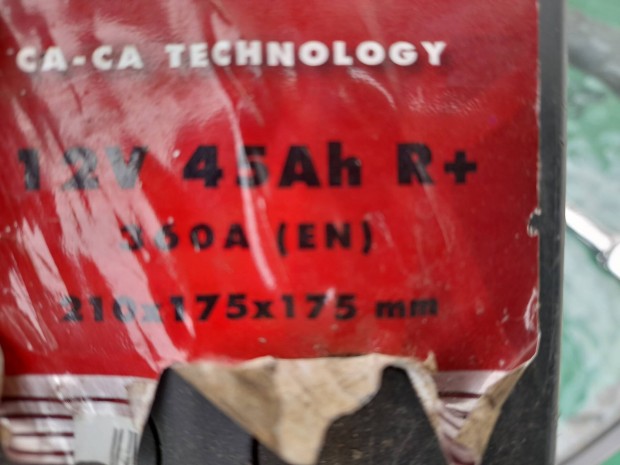 CA-CA TECHNOLOGY
12V 45Ah R+
360A (EN)
210x175x175 mm